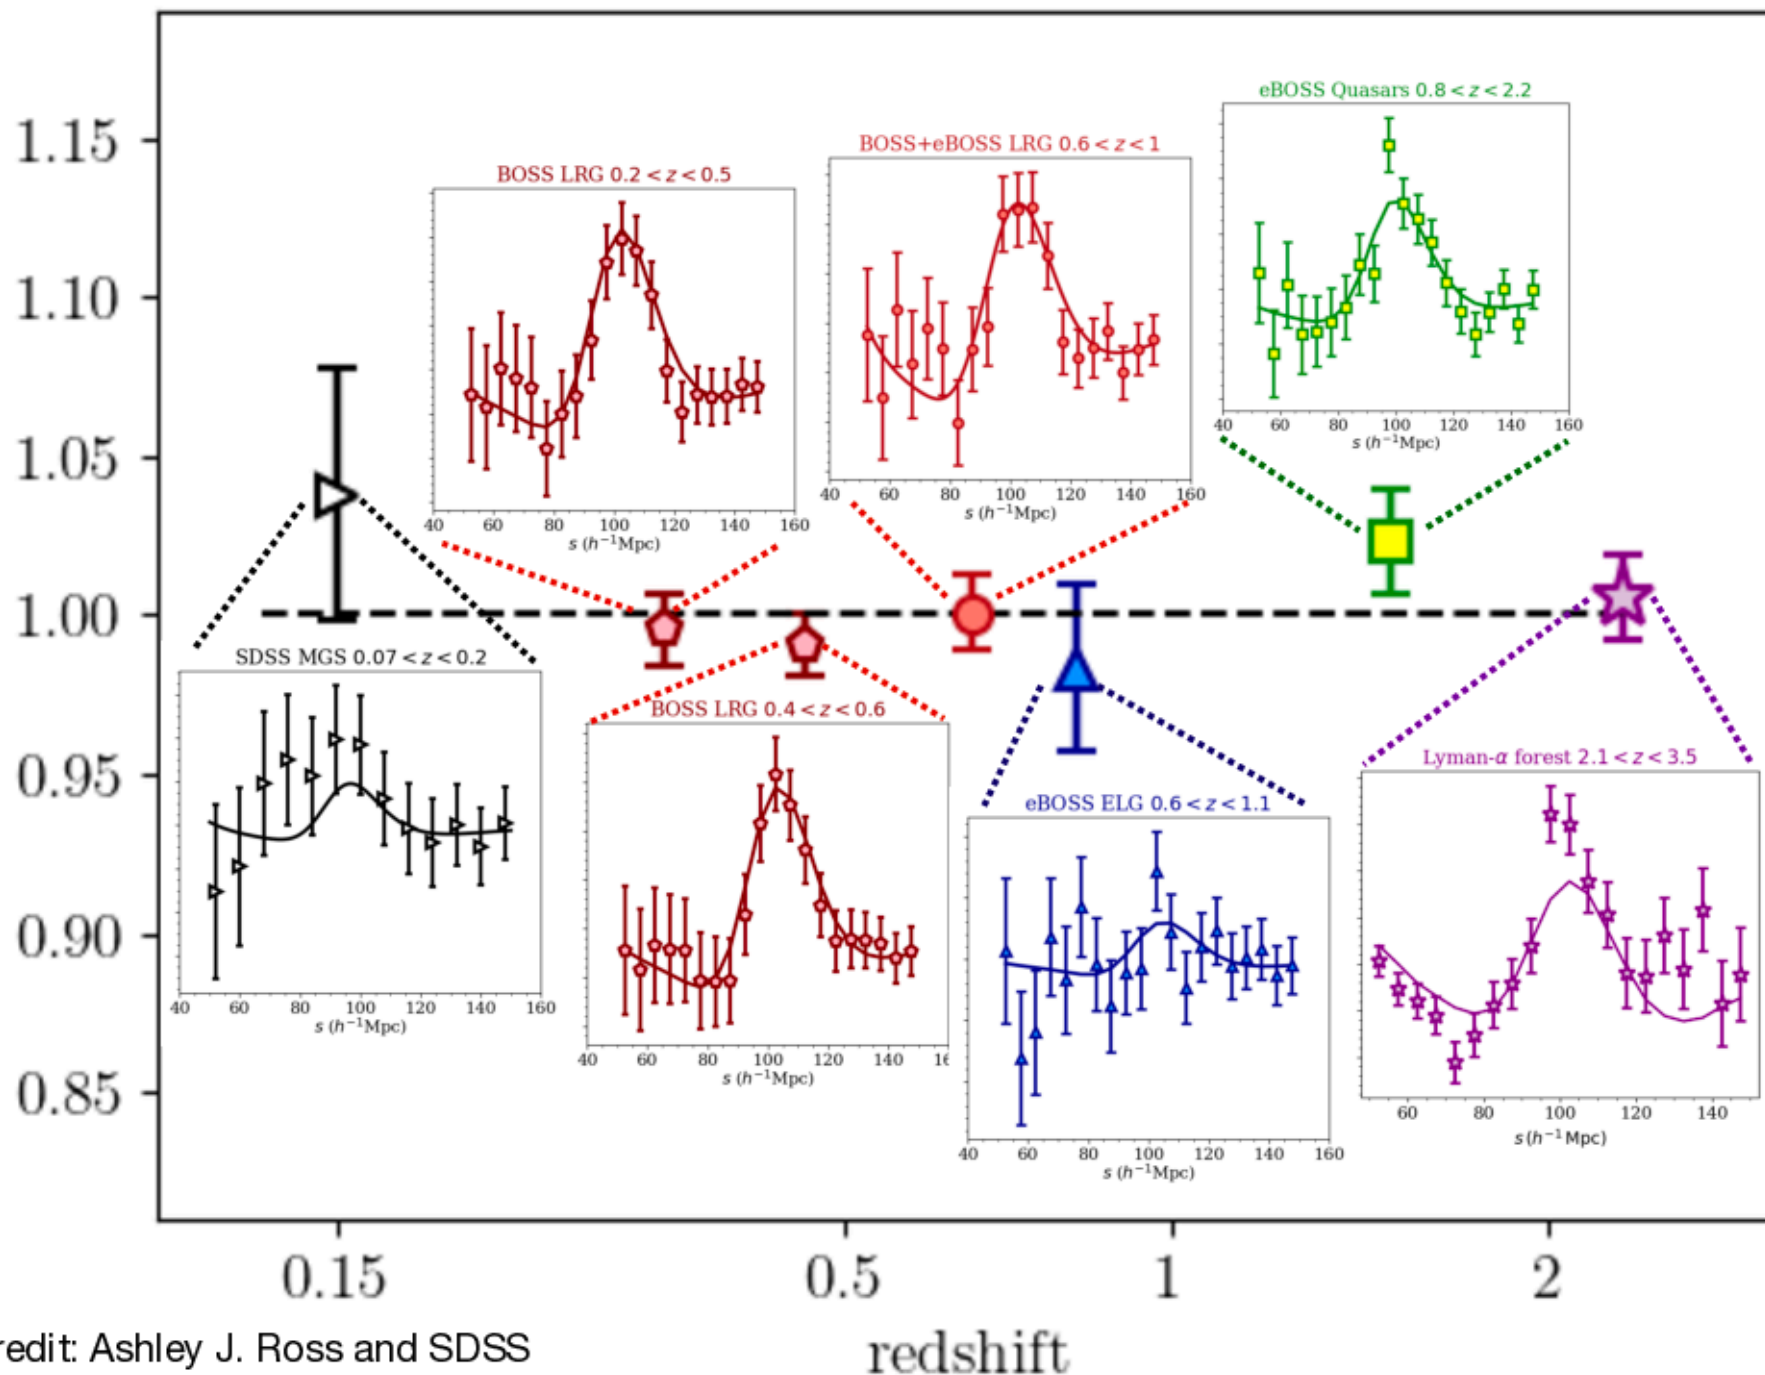 eBOSS Quasars 0.8 < z < 2.2
1.15
BOSS+eBOSS LRG 0.6 < z < 1
BOSS LRG 0.2 < z < 0.5
1.10
40 60 80 100 120 140 160
s (h⁻¹Mpc)
1.05
40 60 80 100 120 140 160
s (h⁻¹Mpc)
40 60 80 100 120 140 160
s (h⁻¹Mpc)
1.00
SDSS MGS 0.07 < z < 0.2
BOSS LRG 0.4 < z < 0.6
Lyman-α forest 2.1 < z < 3.5
0.95
eBOSS ELG 0.6 < z < 1.1
0.90
40 60 80 100 120 140 160
s (h⁻¹Mpc)
40 60 80 100 120 140 16
s (h⁻¹Mpc)
0.85
60 80 100 120 140
s (h⁻¹Mpc)
40 60 80 100 120 140 160
s (h⁻¹Mpc)
0.15 0.5 1 2
redshift
redit: Ashley J. Ross and SDSS